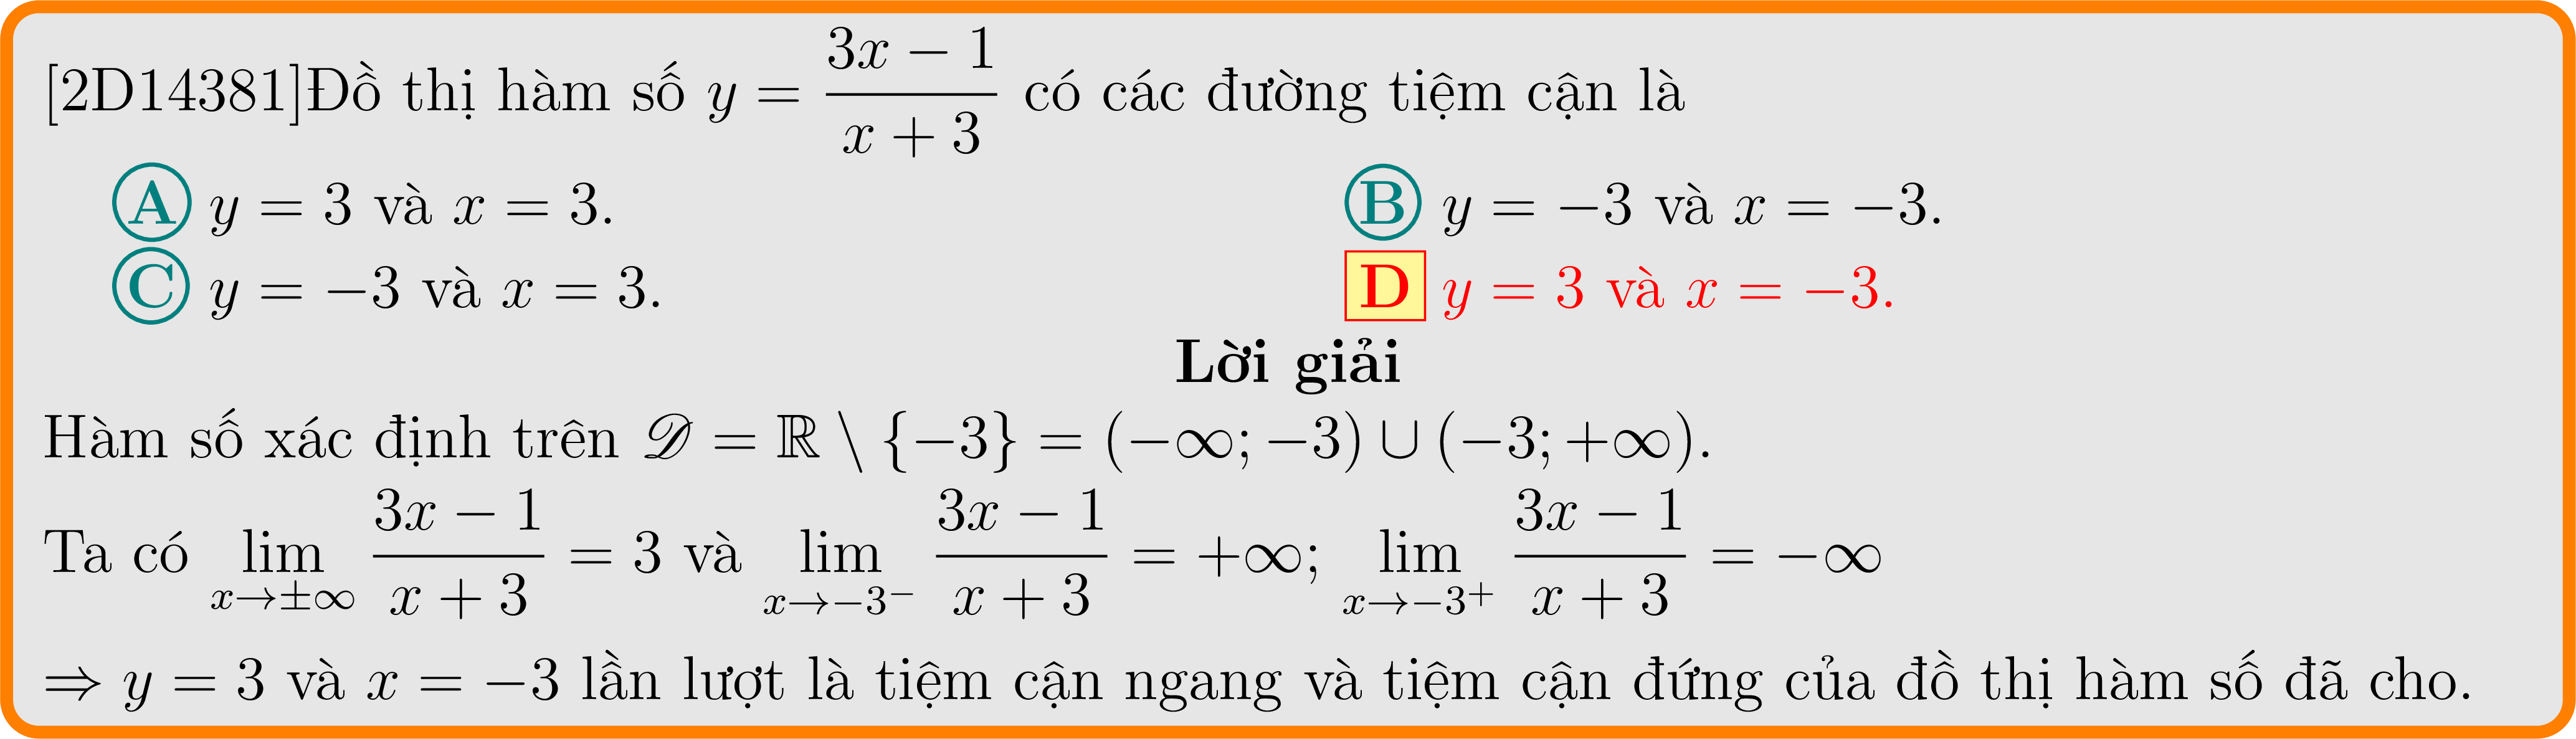 [2D14381]Đồ thị hàm số $y = \dfrac{3x-1}{x+3}$ có các đường tiệm cận là
A $y = 3$ và $x = 3$. B $y = -3$ và $x = -3$.
C $y = -3$ và $x = 3$. D $y = 3$ và $x = -3$.
Lời giải
Hàm số xác định trên $\mathscr{D} = \mathbb{R} \setminus \{-3\} = (-\infty; -3) \cup (-3; +\infty)$.
Ta có $\lim\limits_{x \to \pm\infty} \dfrac{3x-1}{x+3} = 3$ và $\lim\limits_{x \to -3^-} \dfrac{3x-1}{x+3} = +\infty$; $\lim\limits_{x \to -3^+} \dfrac{3x-1}{x+3} = -\infty$
$\Rightarrow y = 3$ và $x = -3$ lần lượt là tiệm cận ngang và tiệm cận đứng của đồ thị hàm số đã cho.